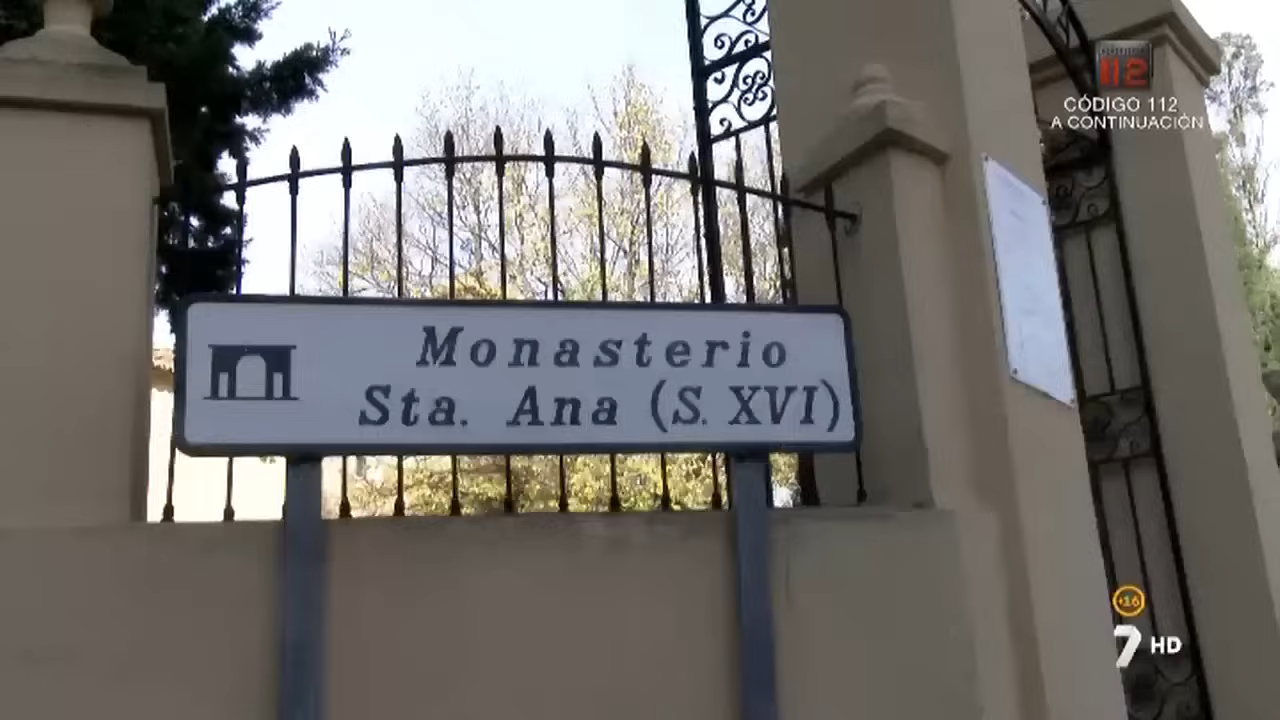 Monasterio
Sta. Ana (S. XVI)
112
CÓDIGO 112
A CONTINUACIÓN
+16
7 HD